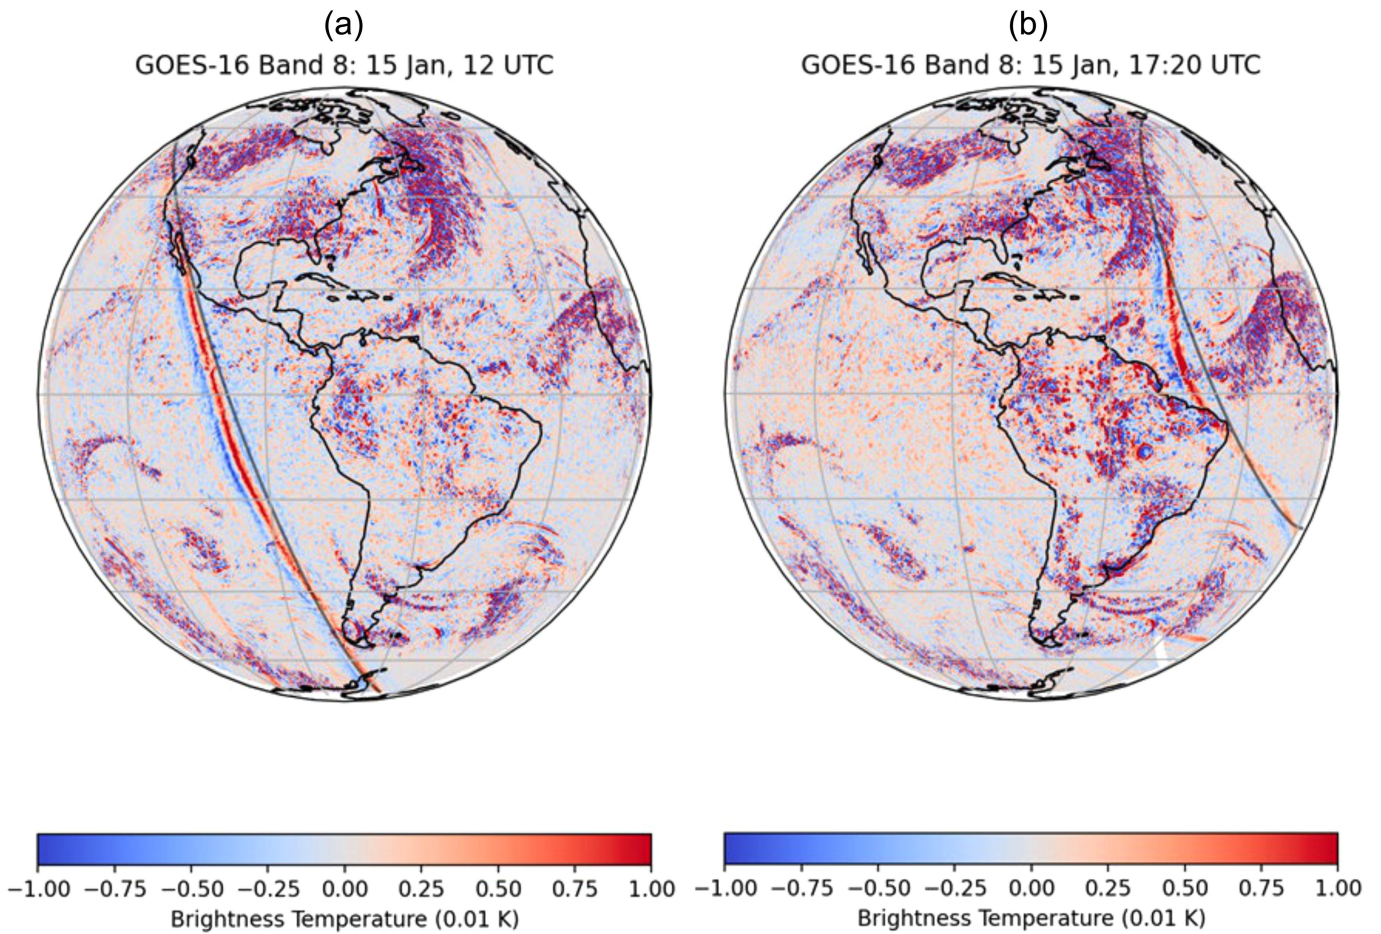 (a)
GOES-16 Band 8: 15 Jan, 12 UTC
−1.00 −0.75 −0.50 −0.25 0.00 0.25 0.50 0.75 1.00
Brightness Temperature (0.01 K)
(b)
GOES-16 Band 8: 15 Jan, 17:20 UTC
−1.00 −0.75 −0.50 −0.25 0.00 0.25 0.50 0.75 1.00
Brightness Temperature (0.01 K)